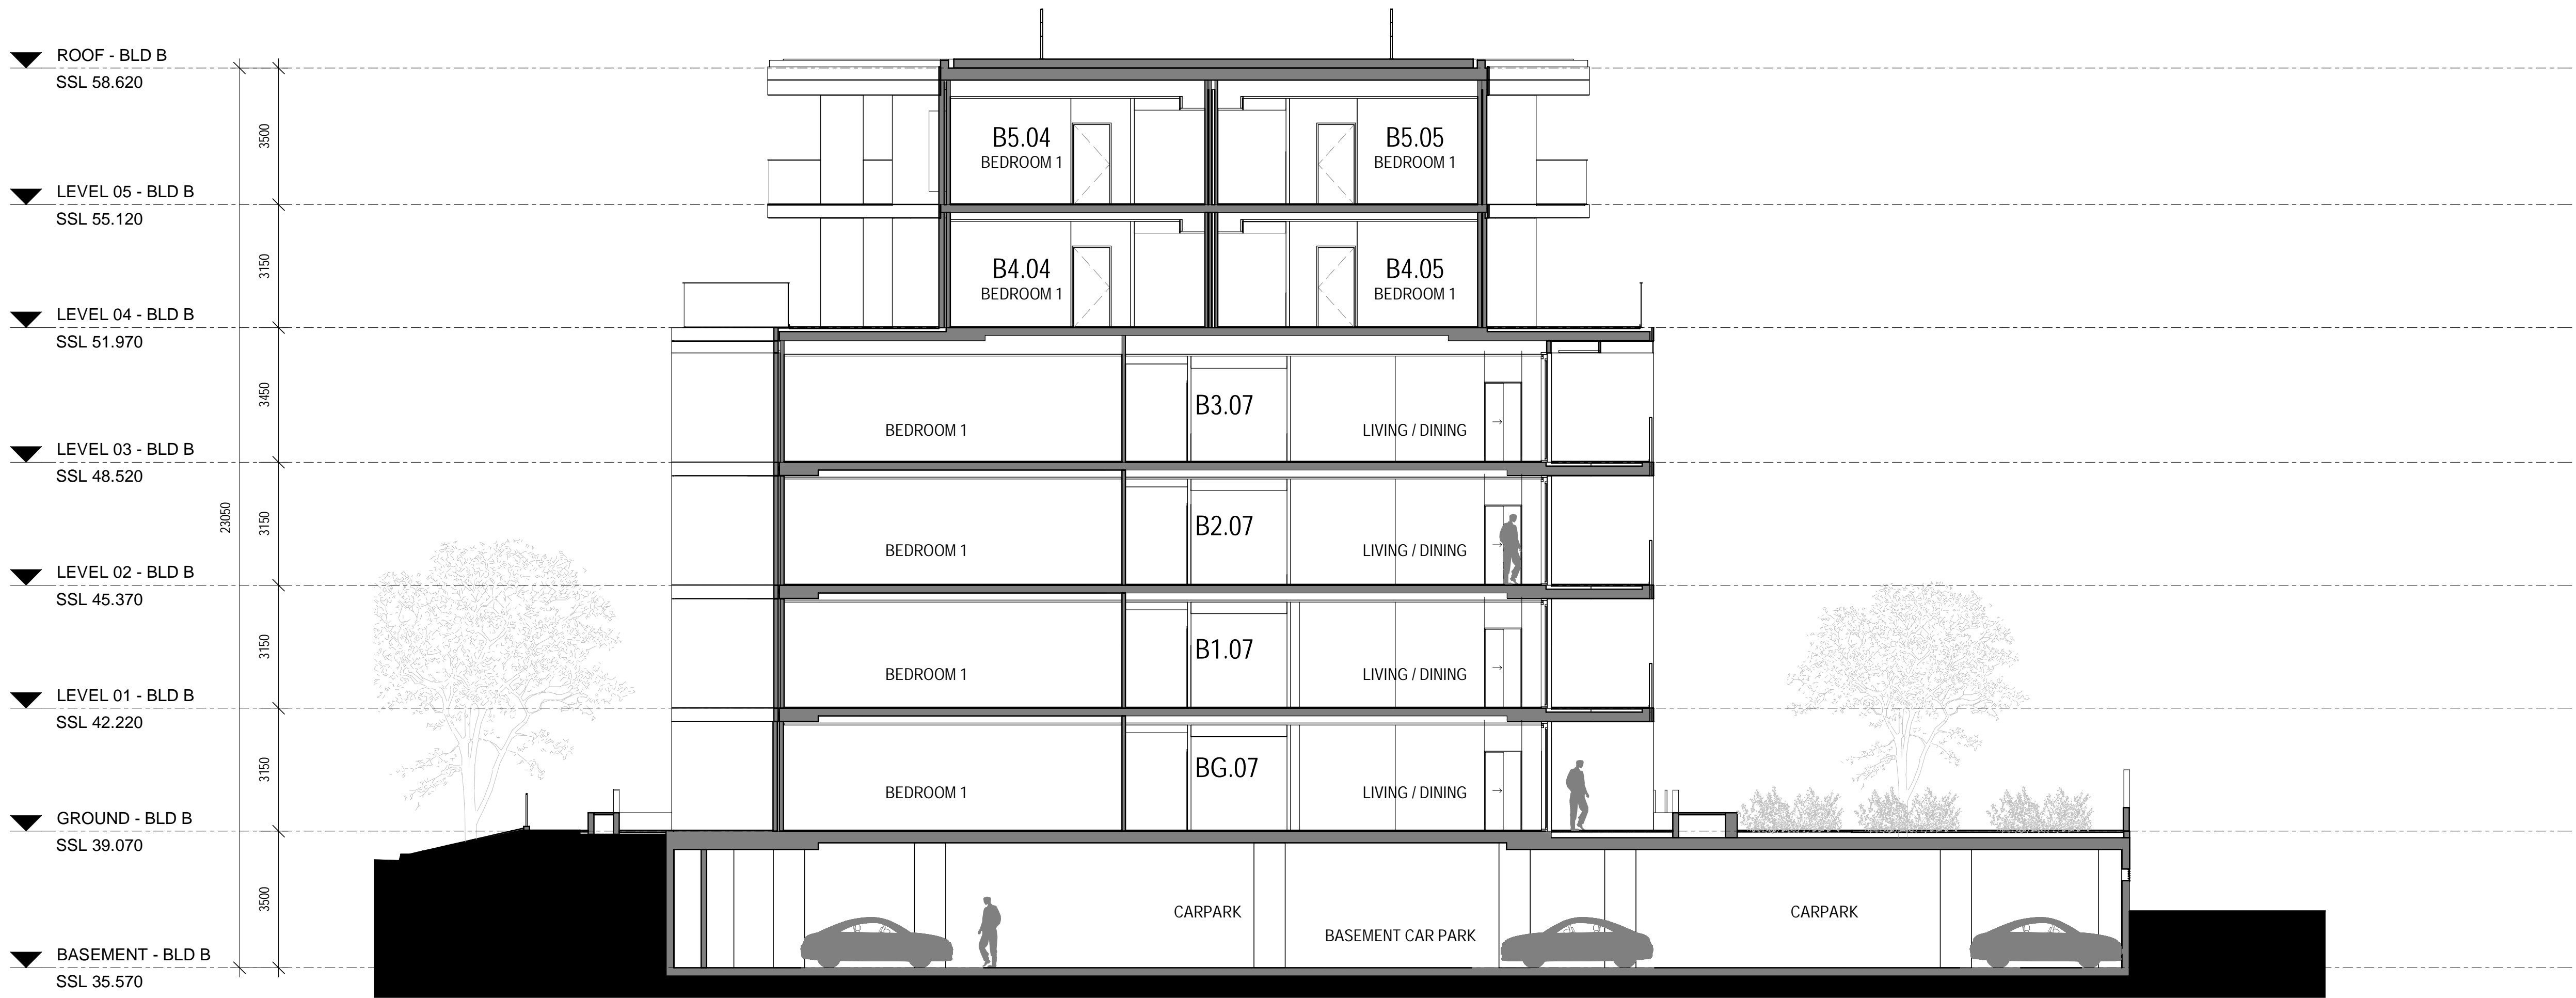 ROOF - BLD B
SSL 58.620
3500
B5.04
BEDROOM 1
B5.05
BEDROOM 1
LEVEL 05 - BLD B
SSL 55.120
3150
B4.04
BEDROOM 1
B4.05
BEDROOM 1
LEVEL 04 - BLD B
SSL 51.970
3450
B3.07
BEDROOM 1
LIVING / DINING
LEVEL 03 - BLD B
SSL 48.520
23050
3150
B2.07
BEDROOM 1
LIVING / DINING
LEVEL 02 - BLD B
SSL 45.370
3150
B1.07
BEDROOM 1
LIVING / DINING
LEVEL 01 - BLD B
SSL 42.220
3150
BG.07
BEDROOM 1
LIVING / DINING
GROUND - BLD B
SSL 39.070
3500
CARPARK
CARPARK
BASEMENT CAR PARK
BASEMENT - BLD B
SSL 35.570